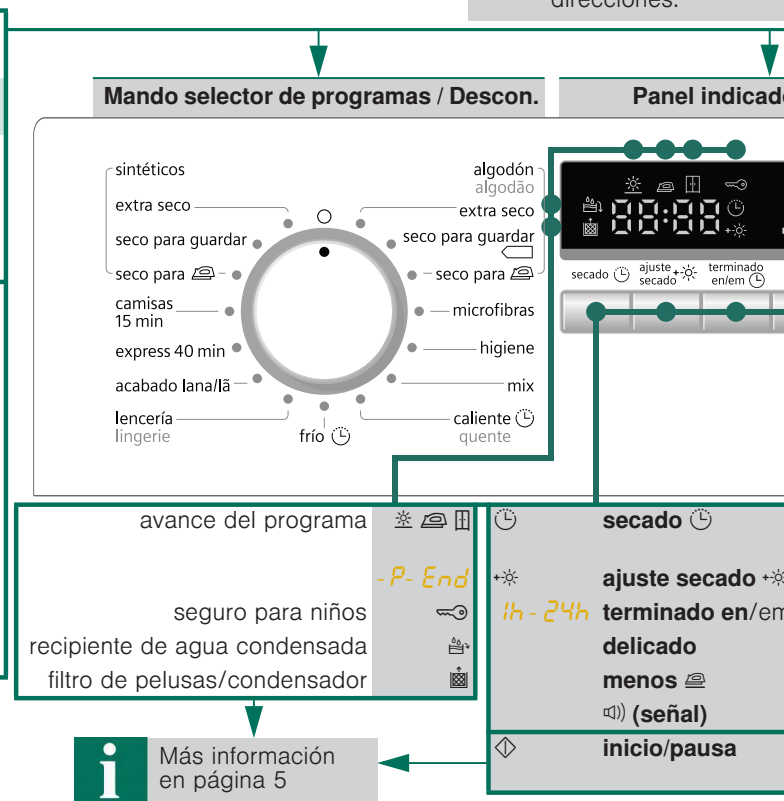 direcciones.
Mando selector de programas / Descon.
Panel indicad
sintéticos
extra seco
seco para guardar
seco para
camisas
15 min
express 40 min
acabado lana/lã
lencería
lingerie
frío
algodón
algodão
extra seco
seco para guardar
seco para
microfibras
higiene
mix
caliente
quente
88:88
secado
ajuste
secado
terminado
en/em
avance del programa
-P- End
seguro para niños
recipiente de agua condensada
filtro de pelusas/condensador
secado
ajuste secado
1h - 24h terminado en/em
delicado
menos
(señal)
inicio/pausa
i
Más información
en página 5